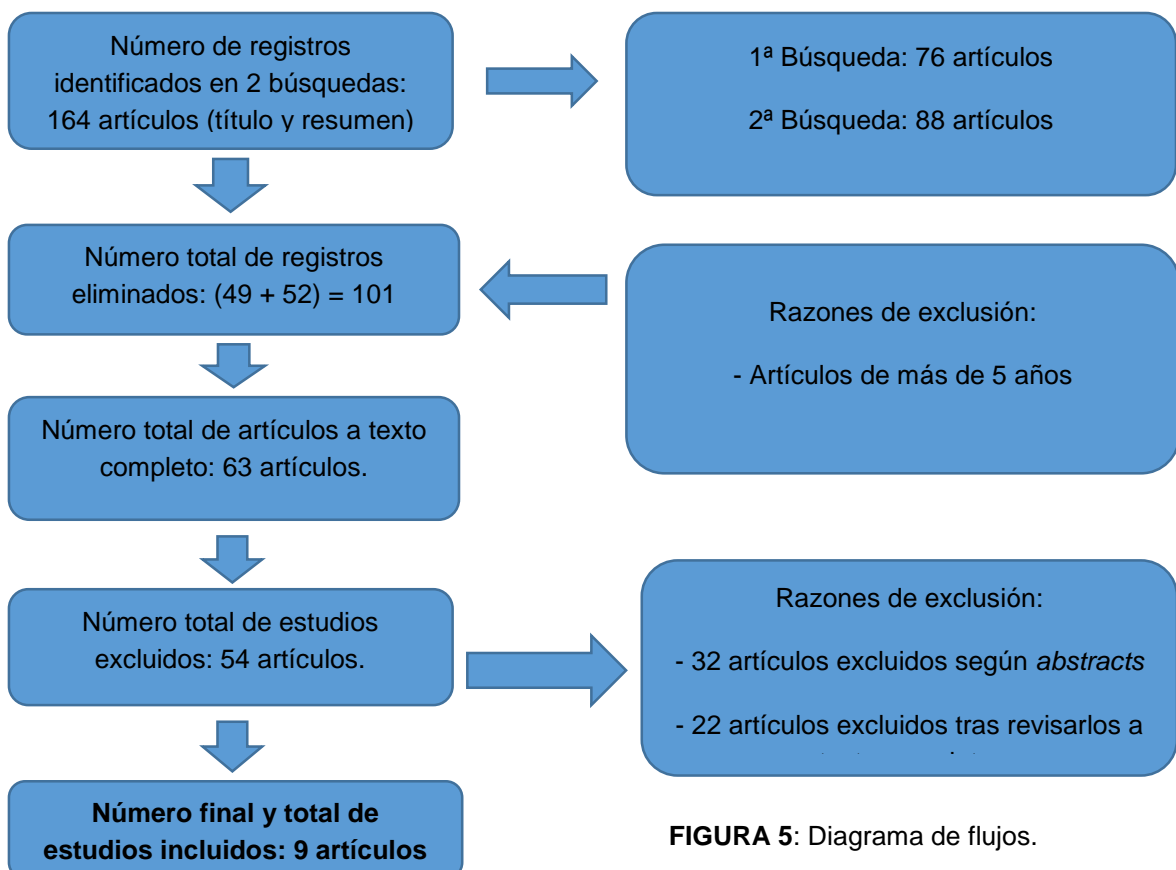 Número de registros
identificados en 2 búsquedas:
164 artículos (título y resumen)
1ª Búsqueda: 76 artículos
2ª Búsqueda: 88 artículos
Número total de registros
eliminados: (49 + 52) = 101
Razones de exclusión:
- Artículos de más de 5 años
Número total de artículos a texto
completo: 63 artículos.
Número total de estudios
excluidos: 54 artículos.
Razones de exclusión:
- 32 artículos excluidos según abstracts
- 22 artículos excluidos tras revisarlos a
Número final y total de
estudios incluidos: 9 artículos
FIGURA 5: Diagrama de flujos.